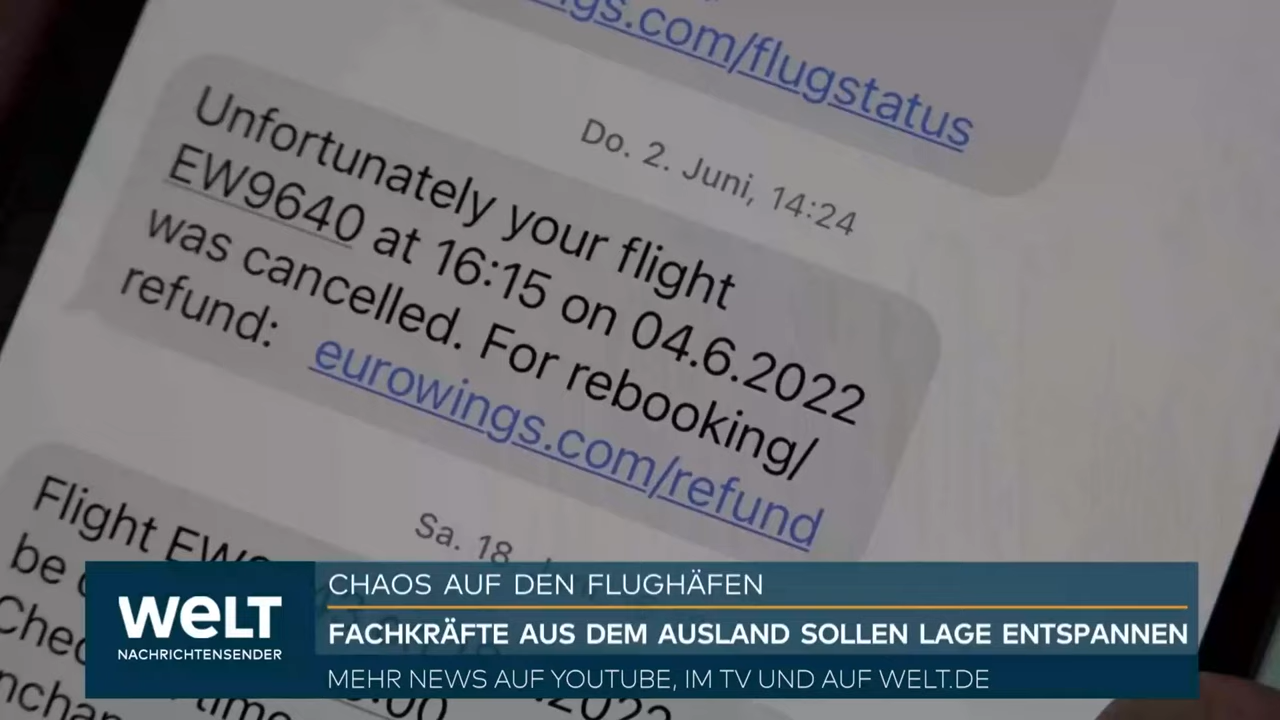 ngs.com/flugstatus
Do. 2. Juni, 14:24
Unfortunately your flight
EW9640 at 16:15 on 04.6.2022
was cancelled. For rebooking/
refund: eurowings.com/refund
Sa. 18.
Flight
be
WELT
NACHRICHTENSENDER
CHAOS AUF DEN FLUGHÄFEN
FACHKRÄFTE AUS DEM AUSLAND SOLLEN LAGE ENTSPANNEN
MEHR NEWS AUF YOUTUBE, IM TV UND AUF WELT.DE